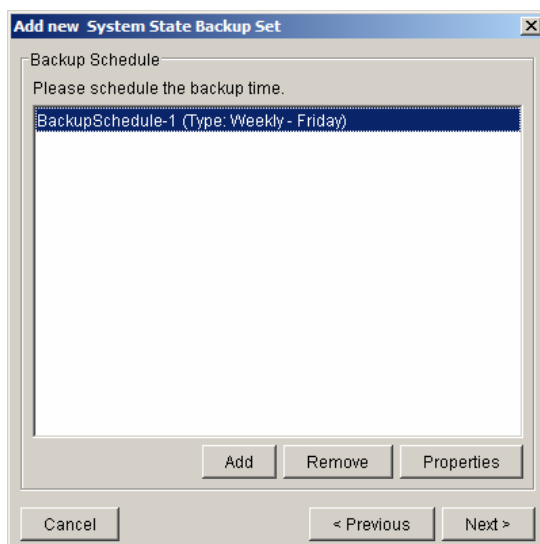 Add new System State Backup Set
Backup Schedule
Please schedule the backup time.
BackupSchedule-1 (Type: Weekly - Friday)
Add Remove Properties
Cancel < Previous Next >